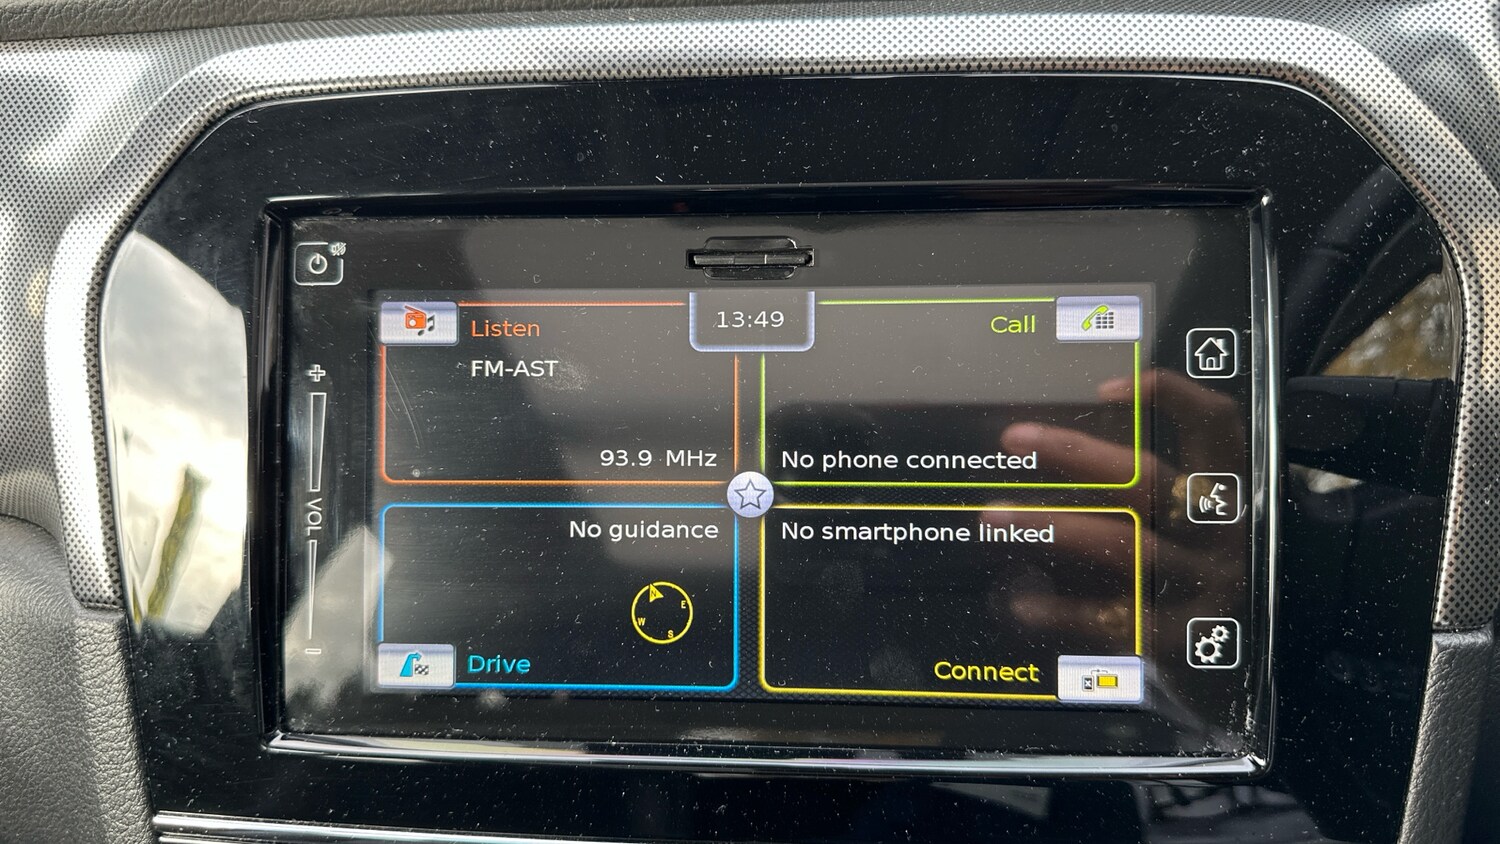 13:49
Listen
FM-AST
93.9 MHz
Call
No phone connected
+
VOL
-
No guidance
N
E
W
S
Drive
No smartphone linked
Connect